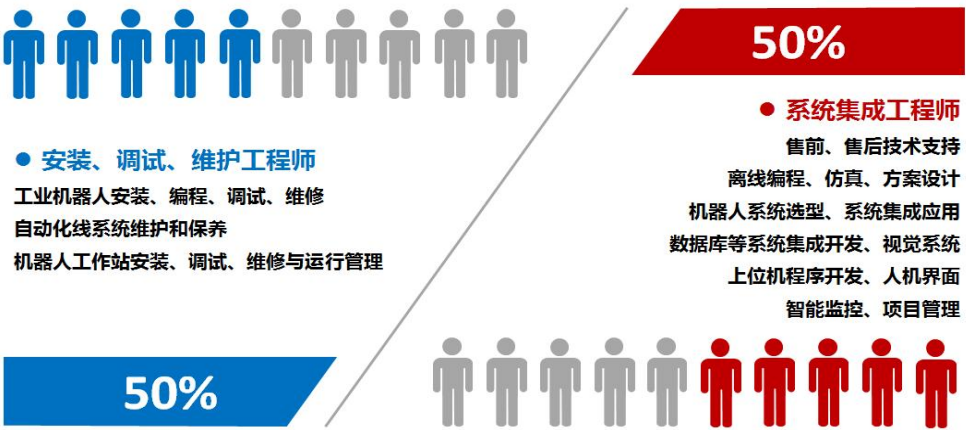 ● 安装、调试、维护工程师
工业机器人安装、编程、调试、维修
自动化线系统维护和保养
机器人工作站安装、调试、维修与运行管理
50%
50%
● 系统集成工程师
售前、售后技术支持
离线编程、仿真、方案设计
机器人系统选型、系统集成应用
数据库等系统集成开发、视觉系统
上位机程序开发、人机界面
智能监控、项目管理